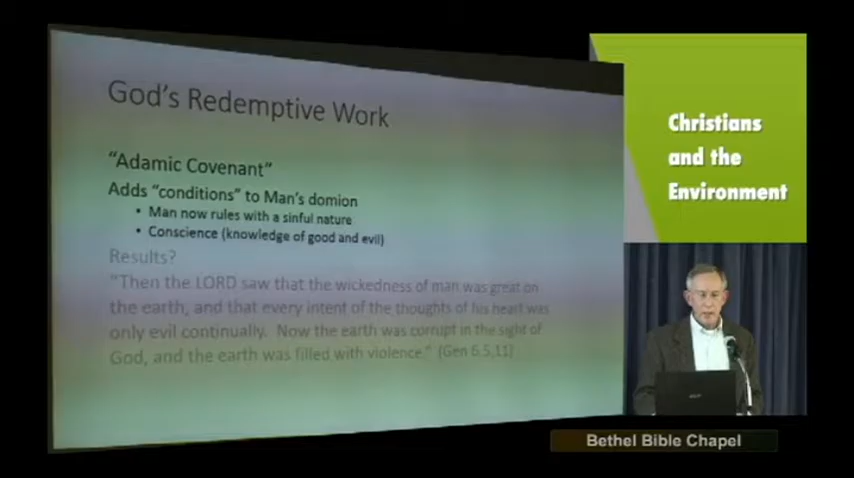 God's Redemptive Work
"Adamic Covenant"
Adds "conditions" to Man's domion
• Man now rules with a sinful nature
• Conscience (knowledge of good and evil)
Results?
"Then the LORD saw that the wickedness of man was great on
the earth, and that every intent of the thoughts of his heart was
only evil continually. Now the earth was corrupt in the sight of
God, and the earth was filled with violence." (Gen 6:5,11)
Christians
and the
Environment
Bethel Bible Chapel